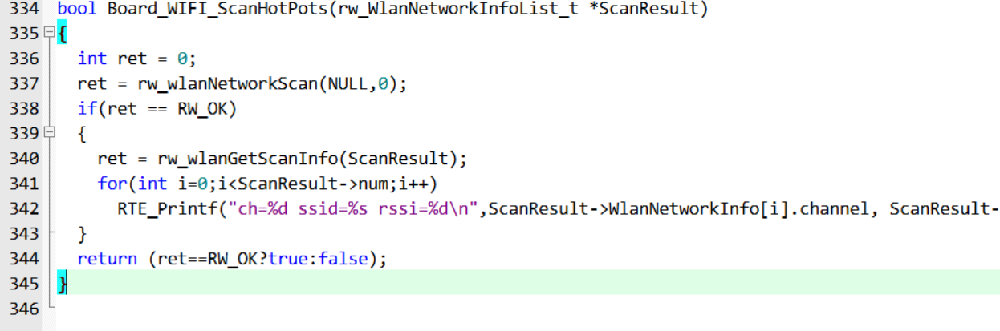 334 bool Board_WIFI_ScanHotPots(rw_WlanNetworkInfoList_t *ScanResult)
335 {
336 int ret = 0;
337 ret = rw_wlanNetworkScan(NULL,0);
338 if(ret == RW_OK)
339 {
340 ret = rw_wlanGetScanInfo(ScanResult);
341 for(int i=0;i<ScanResult->num;i++)
342 RTE_Printf("ch=%d ssid=%s rssi=%d\n",ScanResult->WlanNetworkInfo[i].channel, ScanResult-
343 }
344 return (ret==RW_OK?true:false);
345 }
346